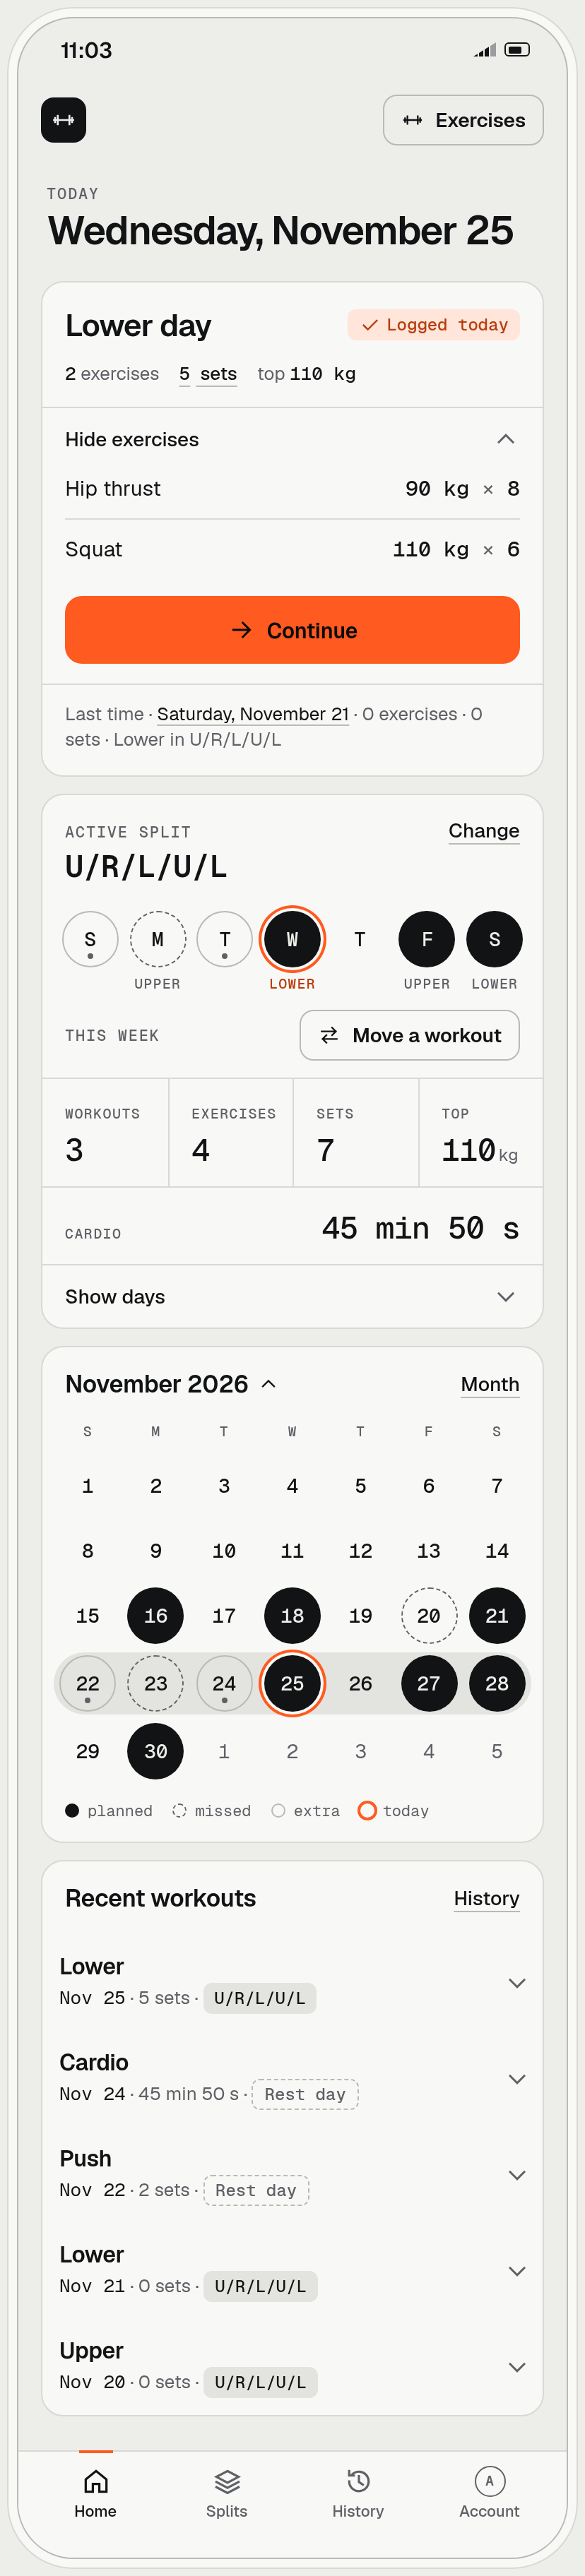 11:03
Exercises
TODAY
Wednesday, November 25
Lower day
Logged today
2 exercises 5 sets top 110 kg
Hide exercises
Hip thrust 90 kg × 8
Squat 110 kg × 6
Continue
Last time · Saturday, November 21 · 0 exercises · 0
sets · Lower in U/R/L/U/L
ACTIVE SPLIT Change
U/R/L/U/L
S M T W T F S
UPPER LOWER UPPER LOWER
THIS WEEK Move a workout
WORKOUTS EXERCISES SETS TOP
3 4 7 110 kg
CARDIO 45 min 50 s
Show days
November 2026 Month
S M T W T F S
1 2 3 4 5 6 7
8 9 10 11 12 13 14
15 16 17 18 19 20 21
22 23 24 25 26 27 28
29 30 1 2 3 4 5
planned missed extra today
Recent workouts History
Lower
Nov 25 · 5 sets · U/R/L/U/L
Cardio
Nov 24 · 45 min 50 s · Rest day
Push
Nov 22 · 2 sets · Rest day
Lower
Nov 21 · 0 sets · U/R/L/U/L
Upper
Nov 20 · 0 sets · U/R/L/U/L
A
Home Splits History Account